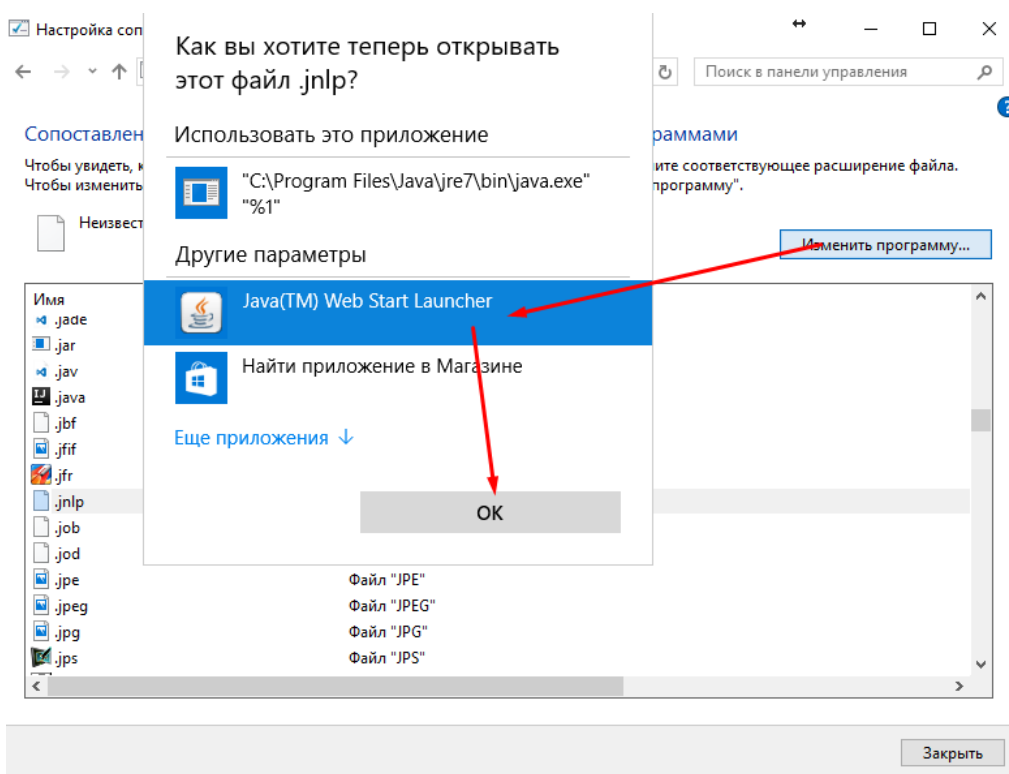 Настройка соп
Как вы хотите теперь открывать
этот файл .jnlp?
Поиск в панели управления
Сопоставлен
раммами
Использовать это приложение
Чтобы увидеть, к
ите соответствующее расширение файла.
Чтобы изменить
программу".
"C:\Program Files\Java\jre7\bin\java.exe"
"%1"
Неизвест
Изменить программу...
Другие параметры
Имя
Java(TM) Web Start Launcher
.jade
.jar
.jav
Найти приложение в Магазине
.java
.jbf
Еще приложения
.jfif
.jfr
.jnlp
OK
.job
.jod
.jpe Файл "JPE"
.jpeg Файл "JPEG"
.jpg Файл "JPG"
.jps Файл "JPS"
Закрыть